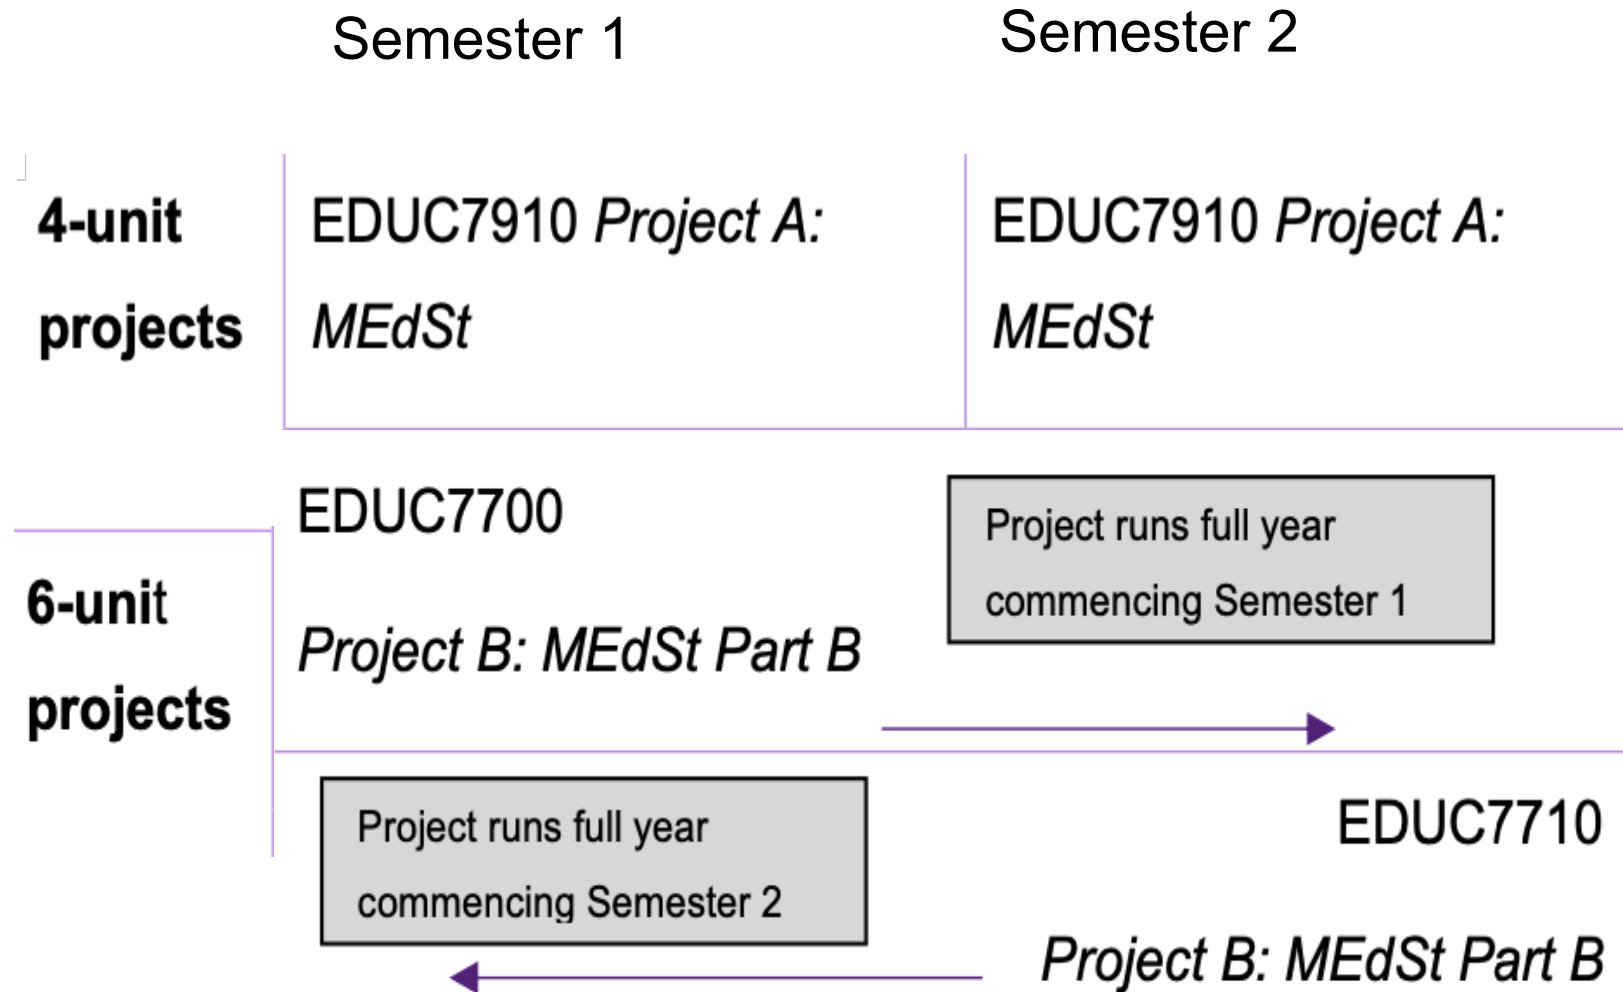 Semester 1
Semester 2
4-unit
projects
EDUC7910 Project A:
MEdSt
EDUC7910 Project A:
MEdSt
6-unit
projects
EDUC7700
Project B: MEdSt Part B
Project runs full year
commencing Semester 1
Project runs full year
commencing Semester 2
EDUC7710
Project B: MEdSt Part B